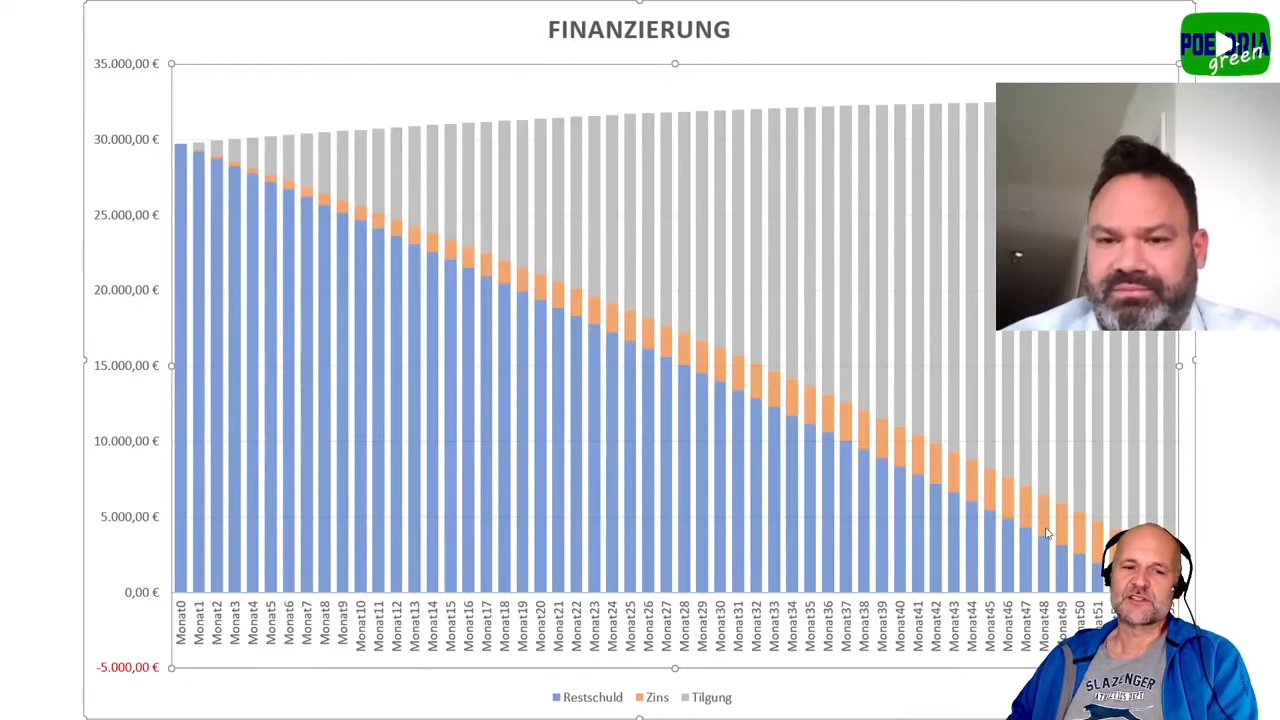 FINANZIERUNG
35.000,00 €
30.000,00 €
25.000,00 €
20.000,00 €
15.000,00 €
10.000,00 €
5.000,00 €
0,00 €
-5.000,00 €
Monat0
Monat1
Monat2
Monat3
Monat4
Monat5
Monat6
Monat7
Monat8
Monat9
Monat10
Monat11
Monat12
Monat13
Monat14
Monat15
Monat16
Monat17
Monat18
Monat19
Monat20
Monat21
Monat22
Monat23
Monat24
Monat25
Monat26
Monat27
Monat28
Monat29
Monat30
Monat31
Monat32
Monat33
Monat34
Monat35
Monat36
Monat37
Monat38
Monat39
Monat40
Monat41
Monat42
Monat43
Monat44
Monat45
Monat46
Monat47
Monat48
Monat49
Monat50
Restschuld Zins Tilgung
green
SLAZENGER
ATHLETICS DEPT